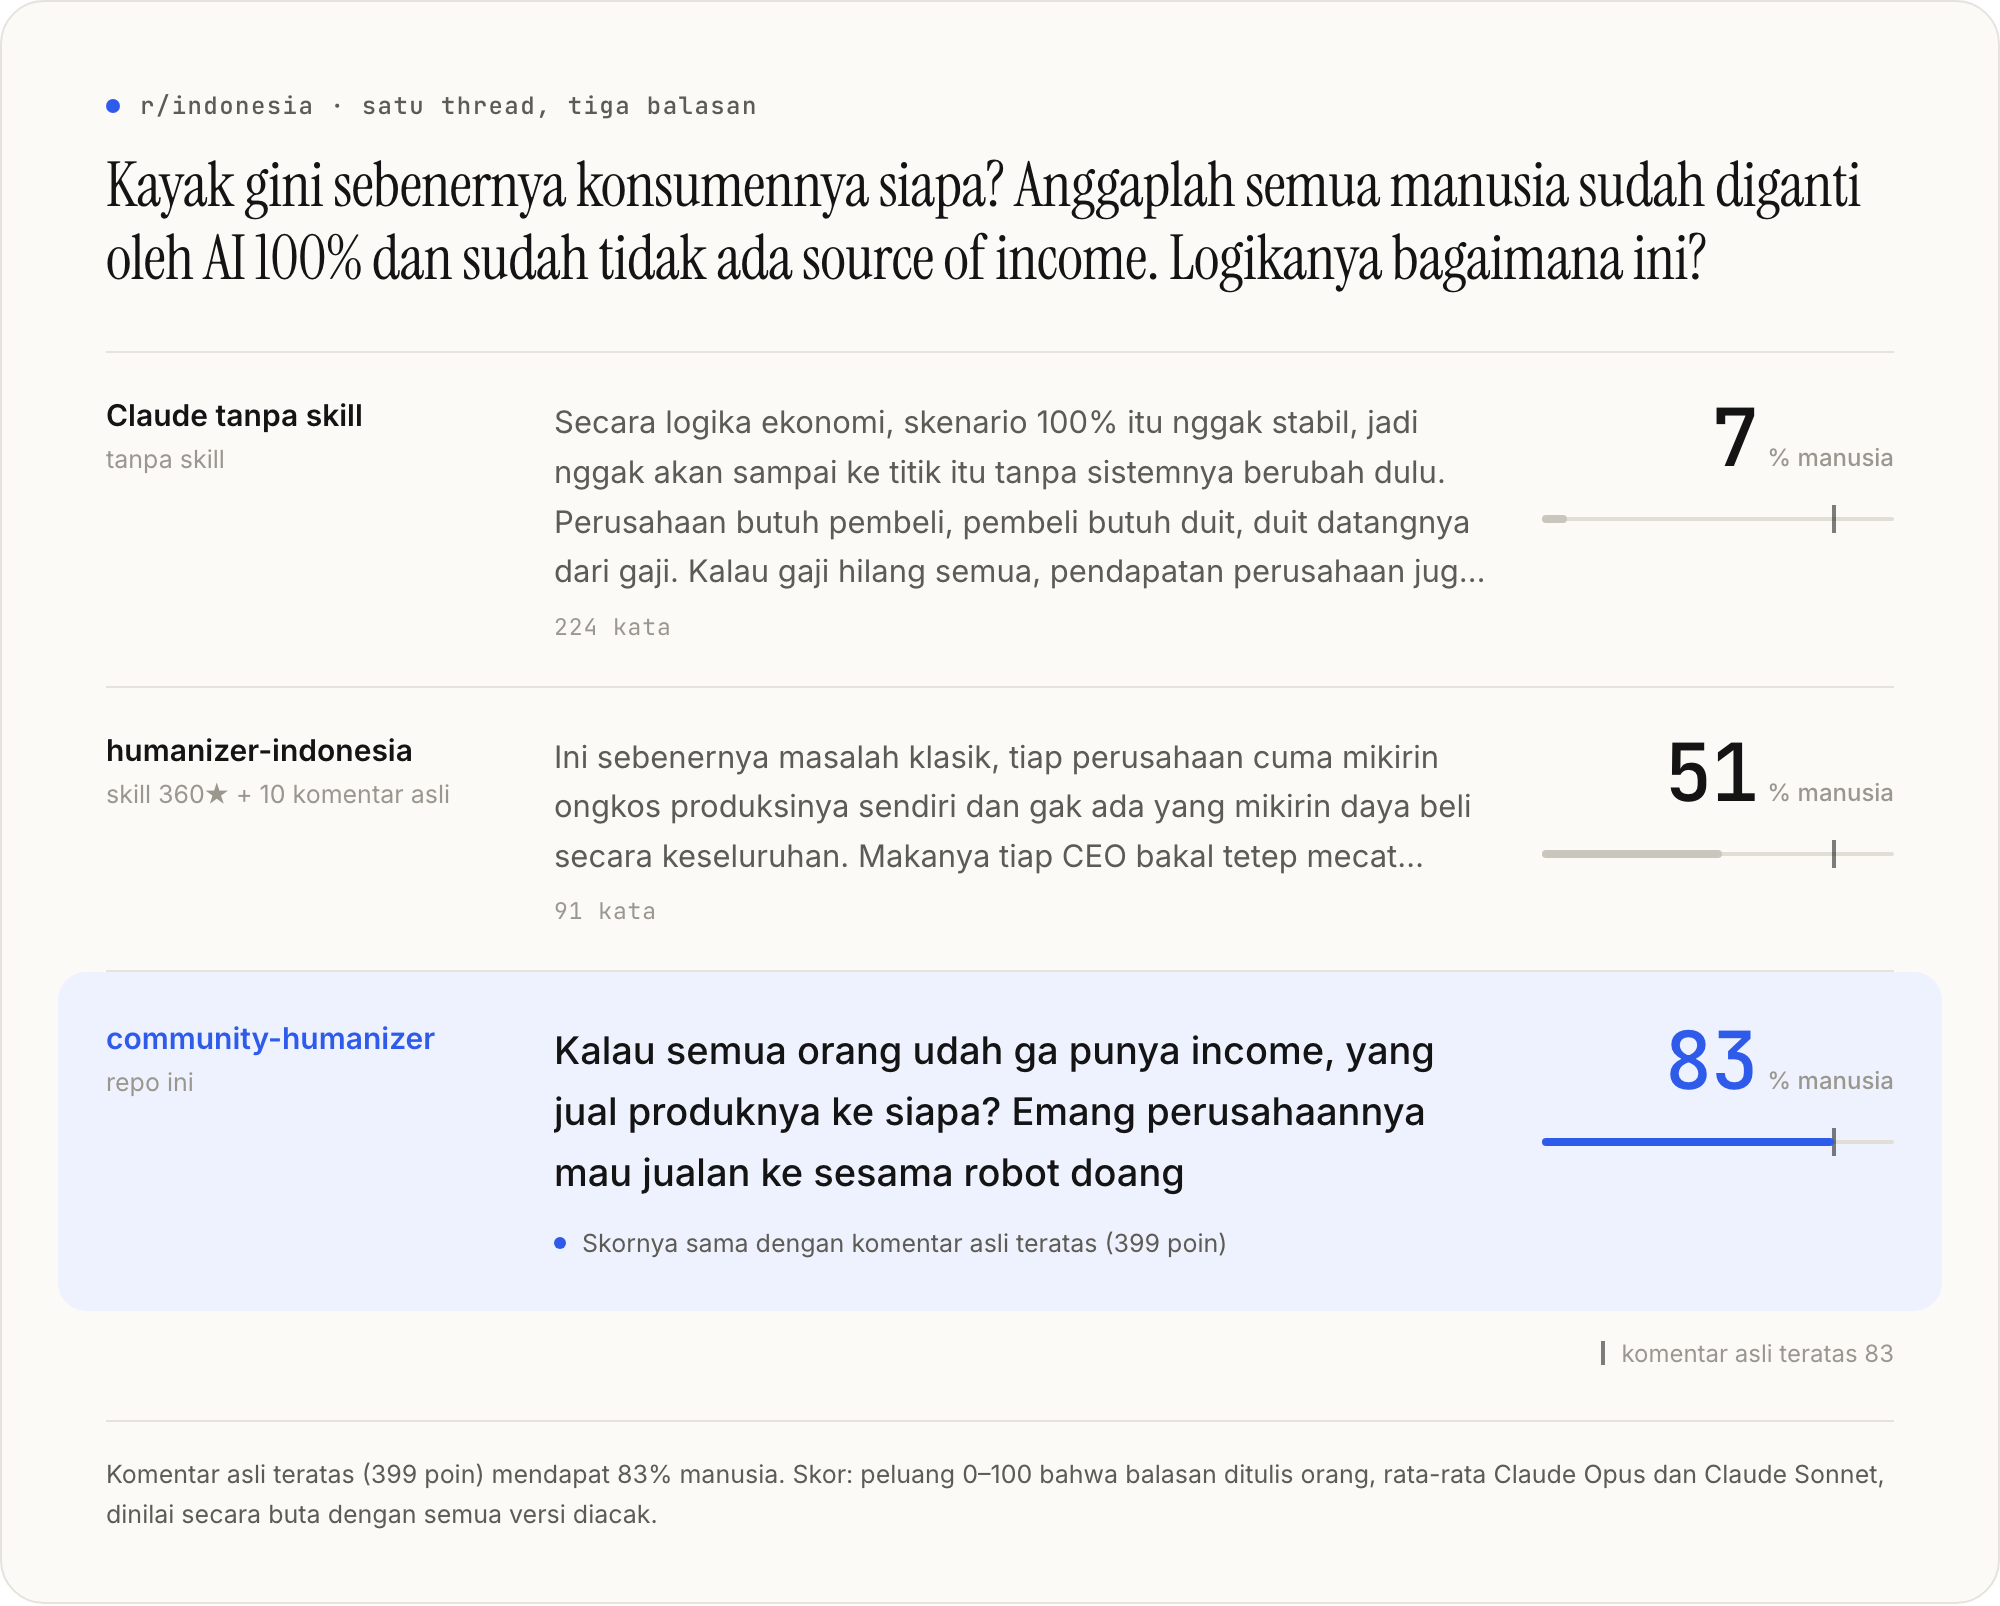 r/indonesia · satu thread, tiga balasan
Kayak gini sebenernya konsumennya siapa? Anggaplah semua manusia sudah diganti
oleh AI 100% dan sudah tidak ada source of income. Logikanya bagaimana ini?
Claude tanpa skill
tanpa skill
Secara logika ekonomi, skenario 100% itu nggak stabil, jadi
nggak akan sampai ke titik itu tanpa sistemnya berubah dulu.
Perusahaan butuh pembeli, pembeli butuh duit, duit datangnya
dari gaji. Kalau gaji hilang semua, pendapatan perusahaan jug...
224 kata
7 % manusia
humanizer-indonesia
skill 360★ + 10 komentar asli
Ini sebenernya masalah klasik, tiap perusahaan cuma mikirin
ongkos produksinya sendiri dan gak ada yang mikirin daya beli
secara keseluruhan. Makanya tiap CEO bakal tetep mecat...
91 kata
51 % manusia
community-humanizer
repo ini
Kalau semua orang udah ga punya income, yang
jual produknya ke siapa? Emang perusahaannya
mau jualan ke sesama robot doang
Skornya sama dengan komentar asli teratas (399 poin)
83 % manusia
komentar asli teratas 83
Komentar asli teratas (399 poin) mendapat 83% manusia. Skor: peluang 0–100 bahwa balasan ditulis orang, rata-rata Claude Opus dan Claude Sonnet,
dinilai secara buta dengan semua versi diacak.